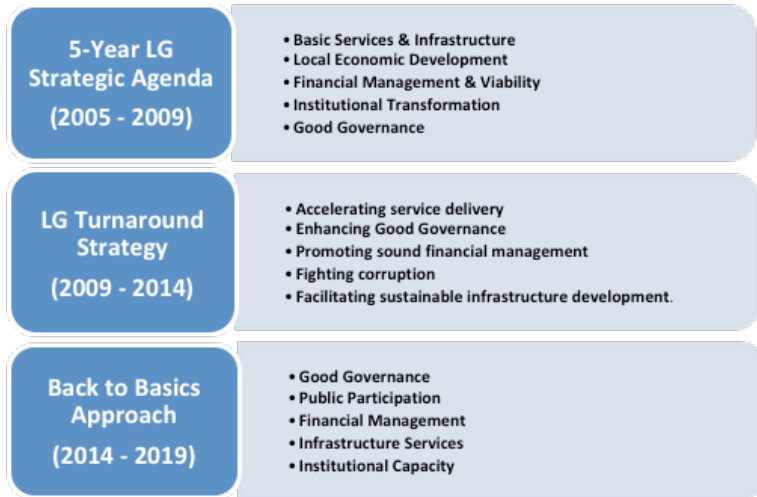 5-Year LG
Strategic Agenda
(2005 - 2009)
• Basic Services & Infrastructure
• Local Economic Development
• Financial Management & Viability
• Institutional Transformation
• Good Governance
LG Turnaround
Strategy
(2009 - 2014)
• Accelerating service delivery
• Enhancing Good Governance
• Promoting sound financial management
• Fighting corruption
• Facilitating sustainable infrastructure development.
Back to Basics
Approach
(2014 - 2019)
• Good Governance
• Public Participation
• Financial Management
• Infrastructure Services
• Institutional Capacity